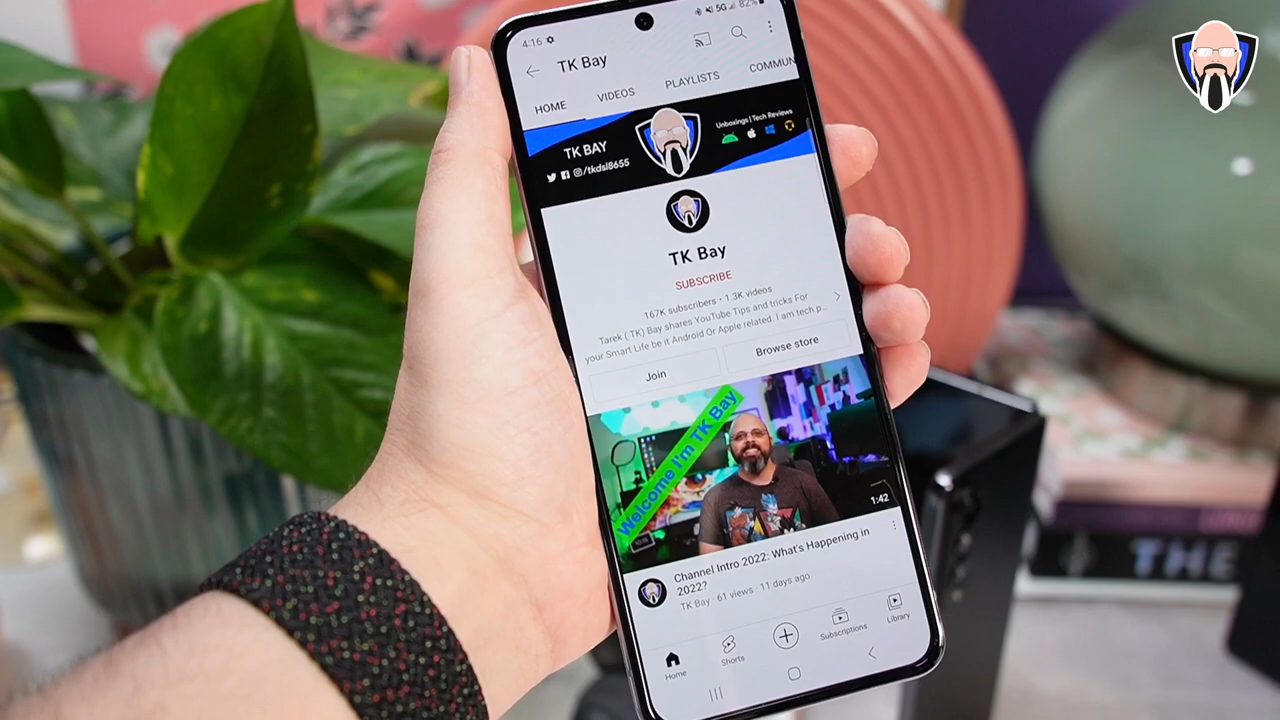 4:16
5G 82%
TK Bay
HOME VIDEOS PLAYLISTS COMMUN
TK BAY
/tkdsl8655
Unboxings | Tech Reviews
TK Bay
SUBSCRIBE
167K subscribers • 1.3K videos
Tarek ( TK) Bay shares YouTube Tips and tricks For
your Smart Life be it Android Or Apple related. I am tech p...
Join
Browse store
Welcome I'm TK Bay
1:42
Channel Intro 2022: What's Happening in
2022?
TK Bay · 61 views · 11 days ago
Home
Shorts
Subscriptions
Library
THE